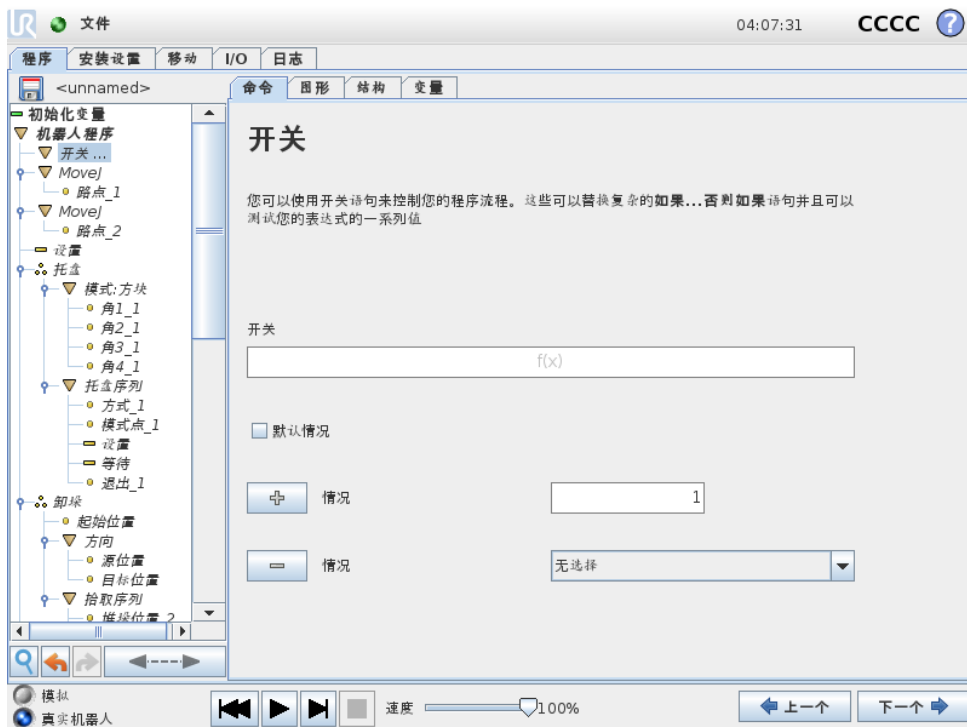 UR 文件 04:07:31 CCCC ?
程序 安装设置 移动 I/O 日志
<unnamed>
命令 图形 结构 变量
初始化变量
机器人程序
开关 ...
MoveJ
路点_1
MoveJ
路点_2
设置
托盘
模式:方块
角1_1
角2_1
角3_1
角4_1
托盘序列
方式_1
模式点_1
设置
等待
退出_1
卸垛
起始位置
方向
源位置
目标位置
拾取序列
堆垛位置_2
开关
您可以使用开关语句来控制您的程序流程。这些可以替换复杂的如果...否则如果语句并且可以
测试您的表达式的一系列值
开关
f(x)
默认情况
情况 1
情况 无选择
模拟
真实机器人
速度 100%
上一个 下一个